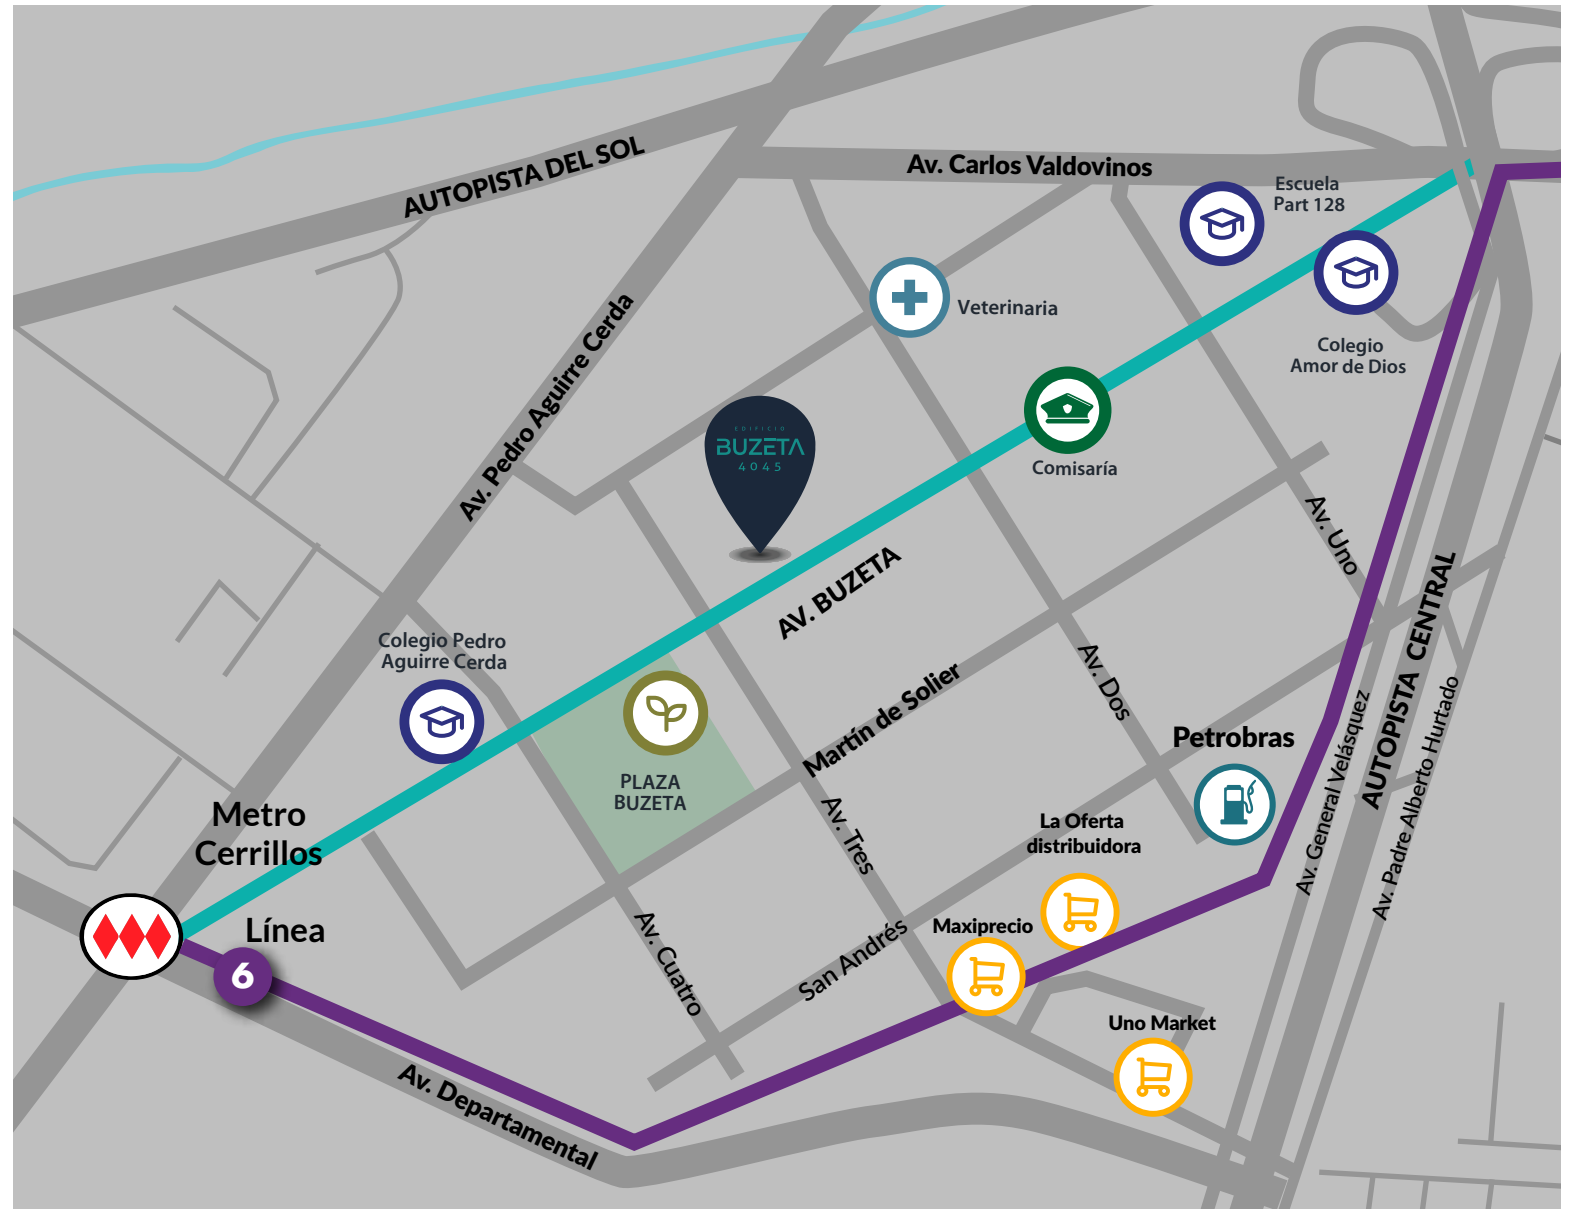 AUTOPISTA DEL SOL
Av. Carlos Valdovinos
Escuela
Part 128
Veterinaria
Colegio
Amor de Dios
Av. Pedro Aguirre Cerda
EDIFICIO
BUZETA
4045
Comisaría
Av. Uno
AV. BUZETA
AUTOPISTA CENTRAL
Colegio Pedro
Aguirre Cerda
Av. Dos
Martín de Solier
PLAZA
BUZETA
Petrobras
Av. General Velásquez
Av. Padre Alberto Hurtado
Metro
Cerrillos
Av. Tres
La Oferta
distribuidora
Línea
6
Av. Cuatro
San Andrés
Maxiprecio
Uno Market
Av. Departamental